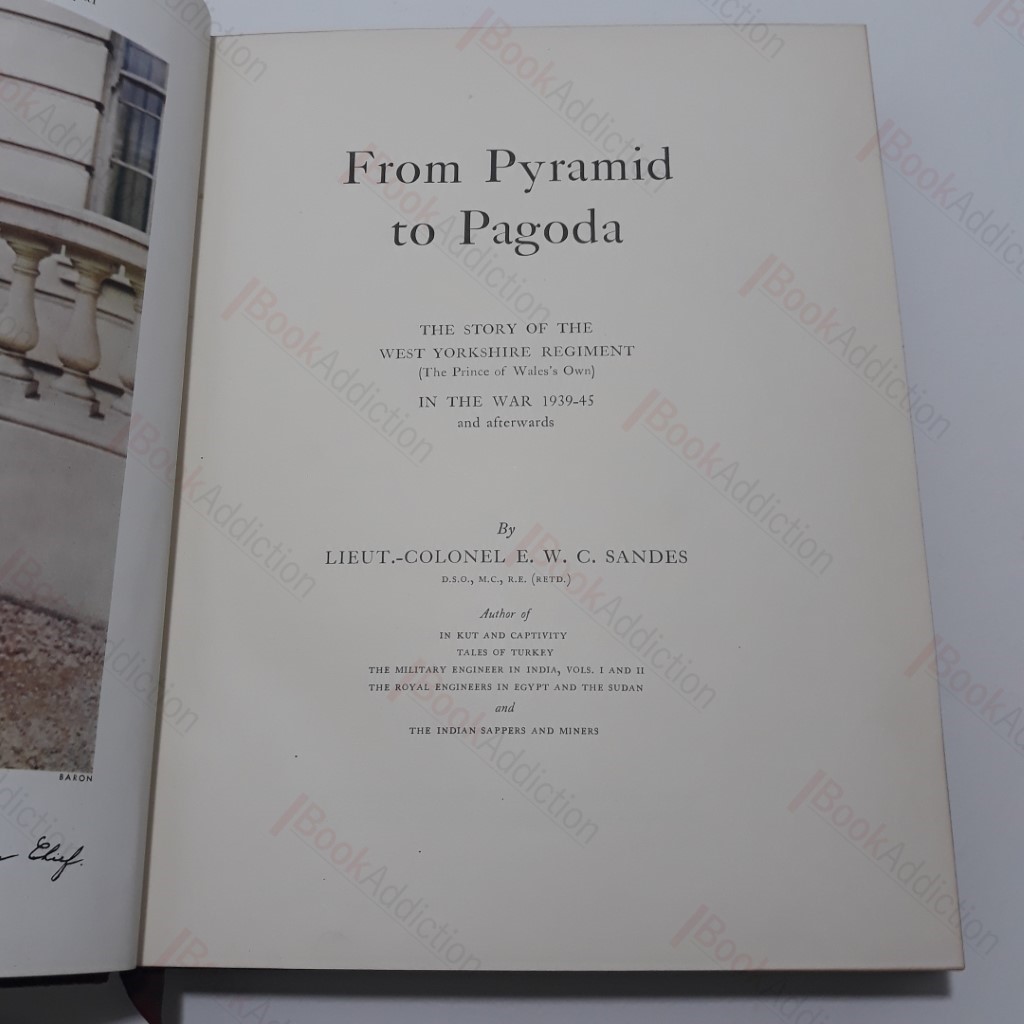 BARON
Chief.
From Pyramid
to Pagoda
THE STORY OF THE
WEST YORKSHIRE REGIMENT
(The Prince of Wales's Own)
IN THE WAR 1939-45
and afterwards
By
LIEUT.-COLONEL E. W. C. SANDES
D.S.O., M.C., R.E. (RETD.)
Author of
IN KUT AND CAPTIVITY
TALES OF TURKEY
THE MILITARY ENGINEER IN INDIA, VOLS. I AND II
THE ROYAL ENGINEERS IN EGYPT AND THE SUDAN
and
THE INDIAN SAPPERS AND MINERS
BookAddiction